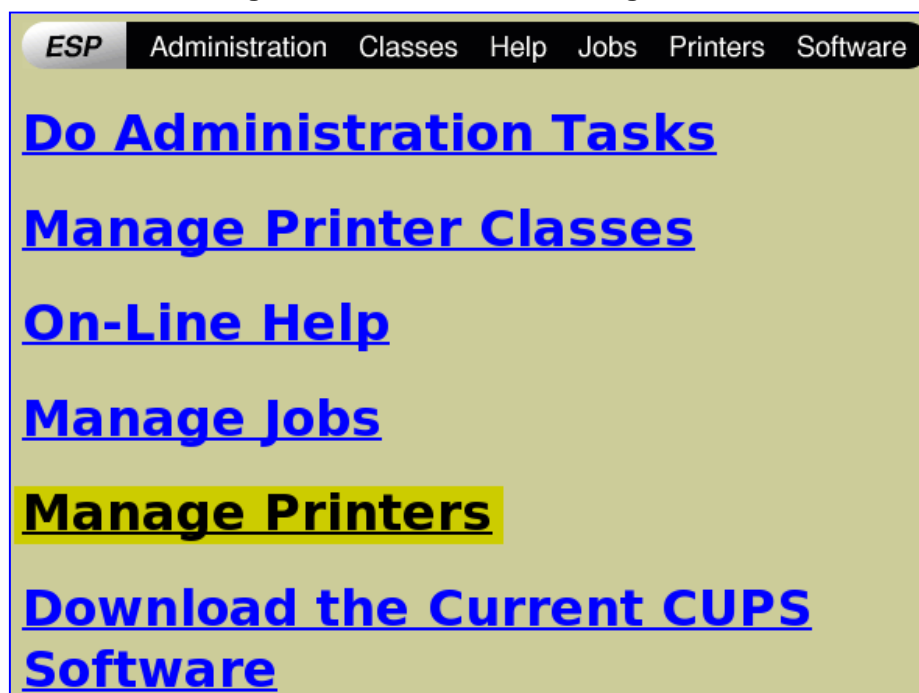 ESP Administration Classes Help Jobs Printers Software
Do Administration Tasks
Manage Printer Classes
On-Line Help
Manage Jobs
Manage Printers
Download the Current CUPS
Software